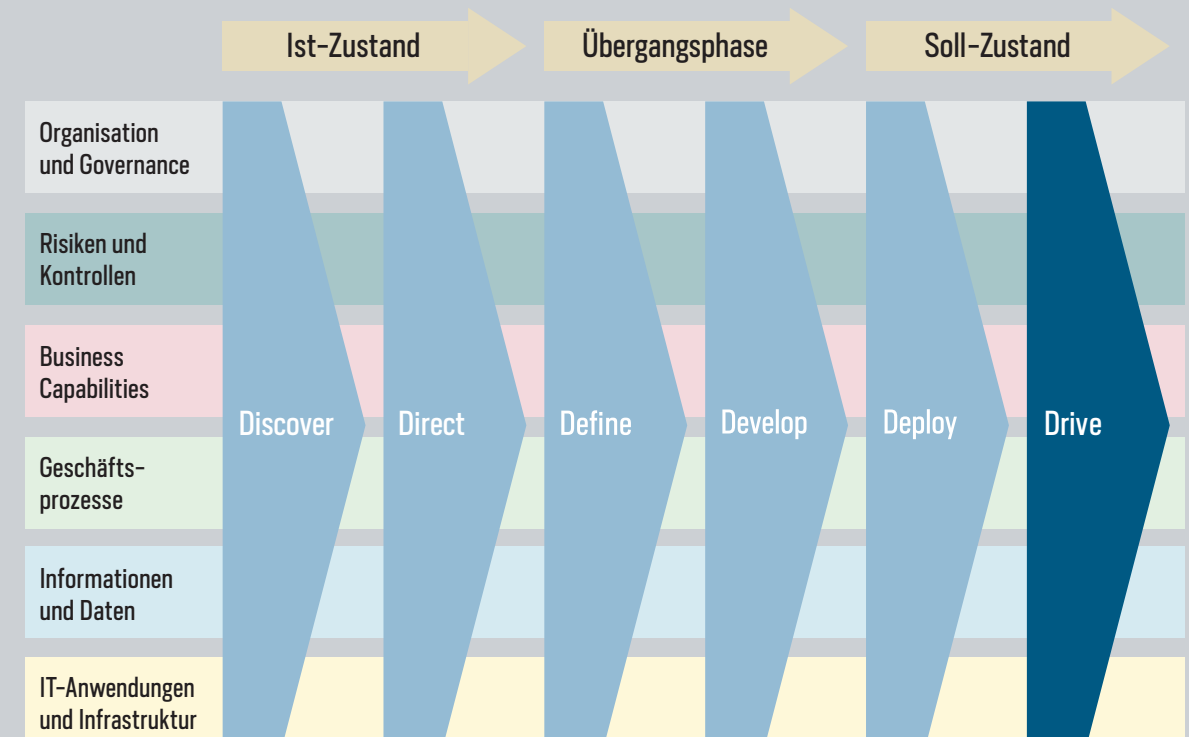 Ist-Zustand
Übergangsphase
Soll-Zustand
Organisation
und Governance
Risiken und
Kontrollen
Business
Capabilities
Discover
Direct
Define
Develop
Deploy
Drive
Geschäfts-
prozesse
Informationen
und Daten
IT-Anwendungen
und Infrastruktur